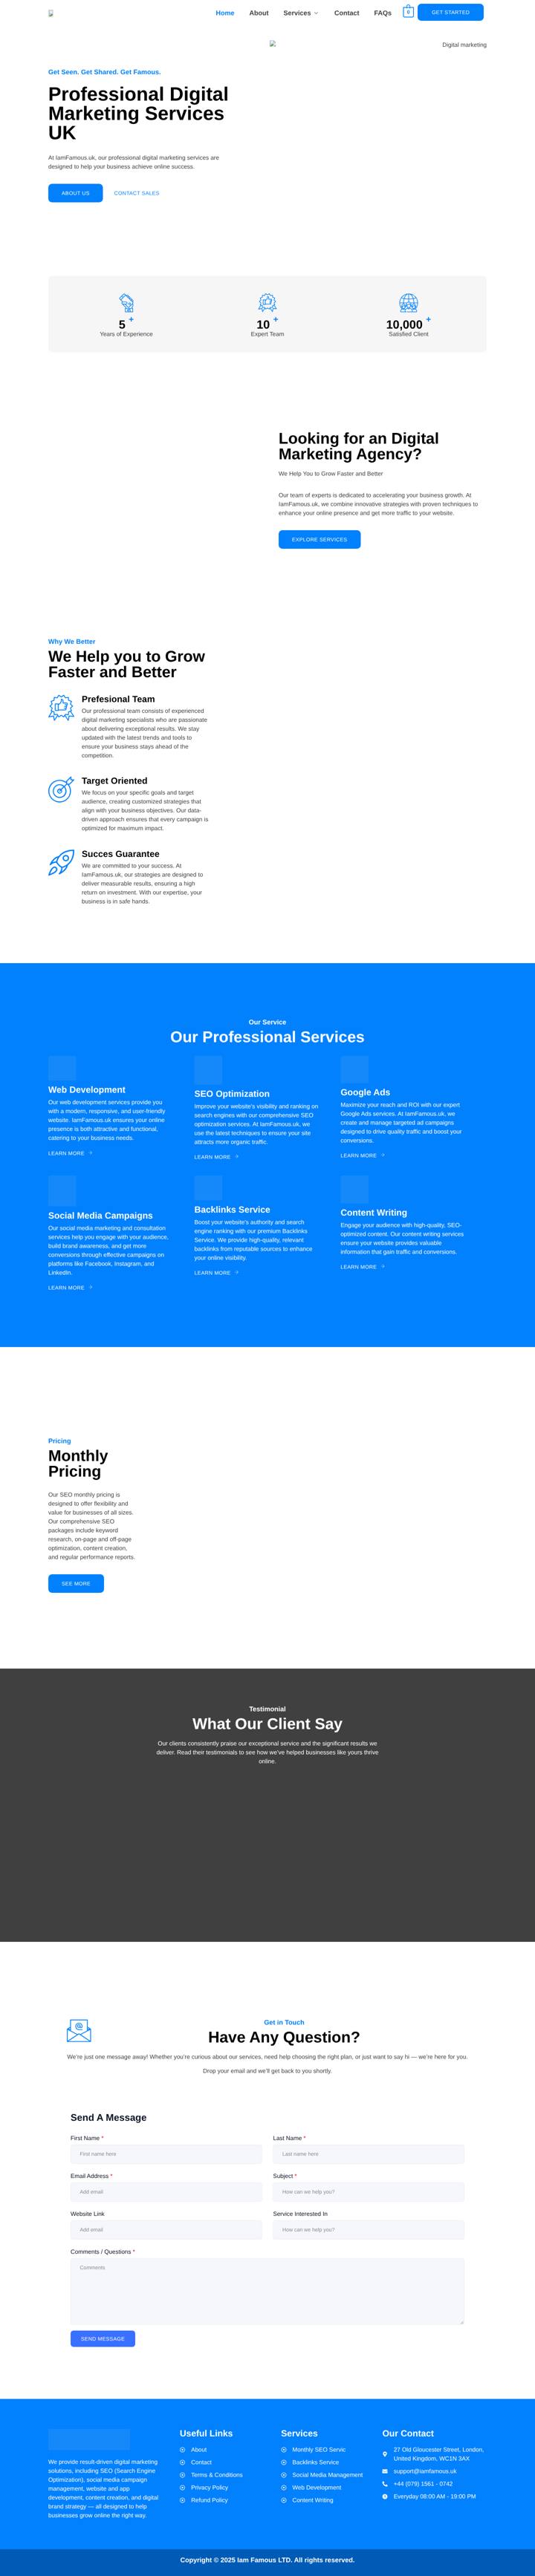 Home About Services Contact FAQs 0 GET STARTED
Digital marketing
Get Seen. Get Shared. Get Famous.
Professional Digital
Marketing Services
UK
At IamFamous.uk, our professional digital marketing services are
designed to help your business achieve online success.
ABOUT US CONTACT SALES
5 +
Years of Experience
10 +
Expert Team
10,000 +
Satisfied Client
Looking for an Digital
Marketing Agency?
We Help You to Grow Faster and Better
Our team of experts is dedicated to accelerating your business growth. At
IamFamous.uk, we combine innovative strategies with proven techniques to
enhance your online presence and get more traffic to your website.
EXPLORE SERVICES
Why We Better
We Help you to Grow
Faster and Better
Prefesional Team
Our professional team consists of experienced
digital marketing specialists who are passionate
about delivering exceptional results. We stay
updated with the latest trends and tools to
ensure your business stays ahead of the
competition.
Target Oriented
We focus on your specific goals and target
audience, creating customized strategies that
align with your business objectives. Our data-
driven approach ensures that every campaign is
optimized for maximum impact.
Succes Guarantee
We are committed to your success. At
IamFamous.uk, our strategies are designed to
deliver measurable results, ensuring a high
return on investment. With our expertise, your
business is in safe hands.
Our Service
Our Professional Services
Web Development
Our web development services provide you
with a modern, responsive, and user-friendly
website. IamFamous.uk ensures your online
presence is both attractive and functional,
catering to your business needs.
LEARN MORE
SEO Optimization
Improve your website's visibility and ranking on
search engines with our comprehensive SEO
optimization services. At IamFamous.uk, we
use the latest techniques to ensure your site
attracts more organic traffic.
LEARN MORE
Google Ads
Maximize your reach and ROI with our expert
Google Ads services. At IamFamous.uk, we
create and manage targeted ad campaigns
designed to drive quality traffic and boost your
conversions.
LEARN MORE
Social Media Campaigns
Our social media marketing and consultation
services help you engage with your audience,
build brand awareness, and get more
conversions through effective campaigns on
platforms like Facebook, Instagram, and
LinkedIn.
LEARN MORE
Backlinks Service
Boost your website's authority and search
engine ranking with our premium Backlinks
Service. We provide high-quality, relevant
backlinks from reputable sources to enhance
your online visibility.
LEARN MORE
Content Writing
Engage your audience with high-quality, SEO-
optimized content. Our content writing services
ensure your website provides valuable
information that gain traffic and conversions.
LEARN MORE
Pricing
Monthly
Pricing
Our SEO monthly pricing is
designed to offer flexibility and
value for businesses of all sizes.
Our comprehensive SEO
packages include keyword
research, on-page and off-page
optimization, content creation,
and regular performance reports.
SEE MORE
Testimonial
What Our Client Say
Our clients consistently praise our exceptional service and the significant results we
deliver. Read their testimonials to see how we've helped businesses like yours thrive
online.
Get in Touch
Have Any Question?
We're just one message away! Whether you're curious about our services, need help choosing the right plan, or just want to say hi — we're here for you.
Drop your email and we'll get back to you shortly.
Send A Message
First Name * Last Name *
First name here Last name here
Email Address * Subject *
Add email How can we help you?
Website Link Service Interested In
Add email How can we help you?
Comments / Questions *
Comments
SEND MESSAGE
We provide result-driven digital marketing
solutions, including SEO (Search Engine
Optimization), social media campaign
management, website and app
development, content creation, and digital
brand strategy — all designed to help
businesses grow online the right way.
Useful Links
About
Contact
Terms & Conditions
Privacy Policy
Refund Policy
Services
Monthly SEO Servic
Backlinks Service
Social Media Management
Web Development
Content Writing
Our Contact
27 Old Gloucester Street, London,
United Kingdom, WC1N 3AX
support@iamfamous.uk
+44 (079) 1561 - 0742
Everyday 08:00 AM - 19:00 PM
Copyright © 2025 Iam Famous LTD. All rights reserved.